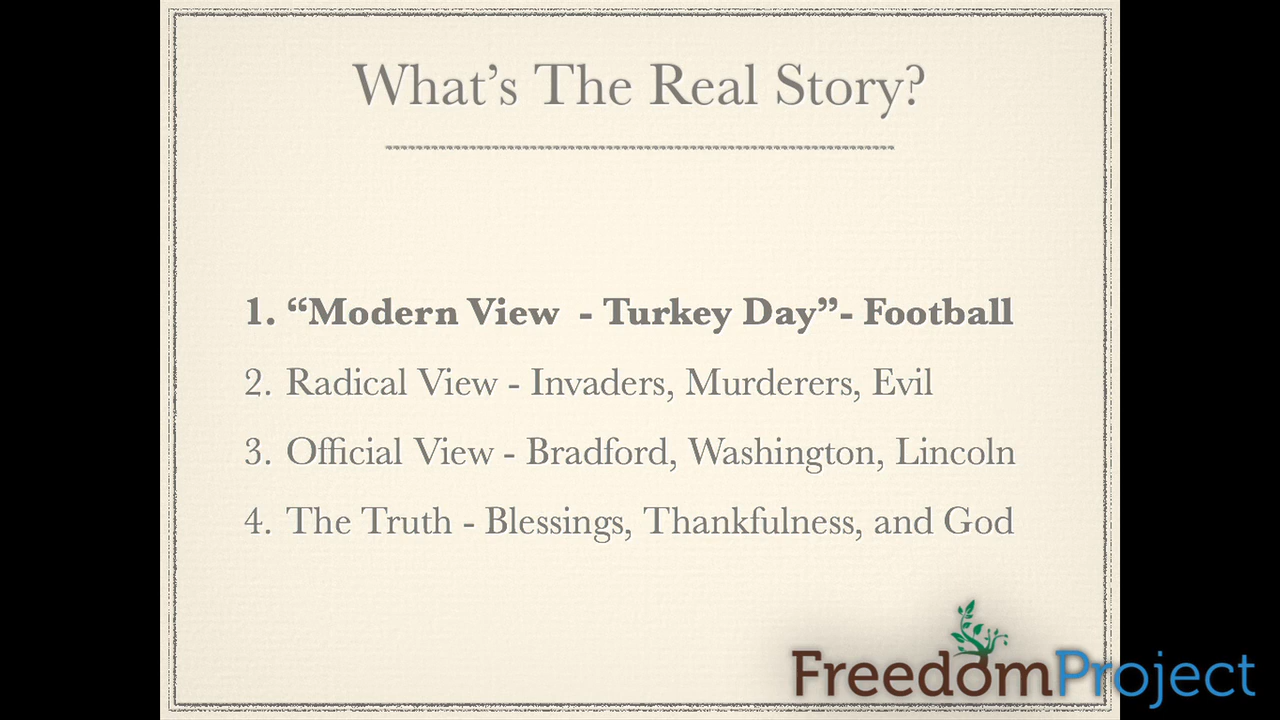 What's The Real Story?
1. “Modern View - Turkey Day”- Football
2. Radical View - Invaders, Murderers, Evil
3. Official View - Bradford, Washington, Lincoln
4. The Truth - Blessings, Thankfulness, and God
FreedomProject